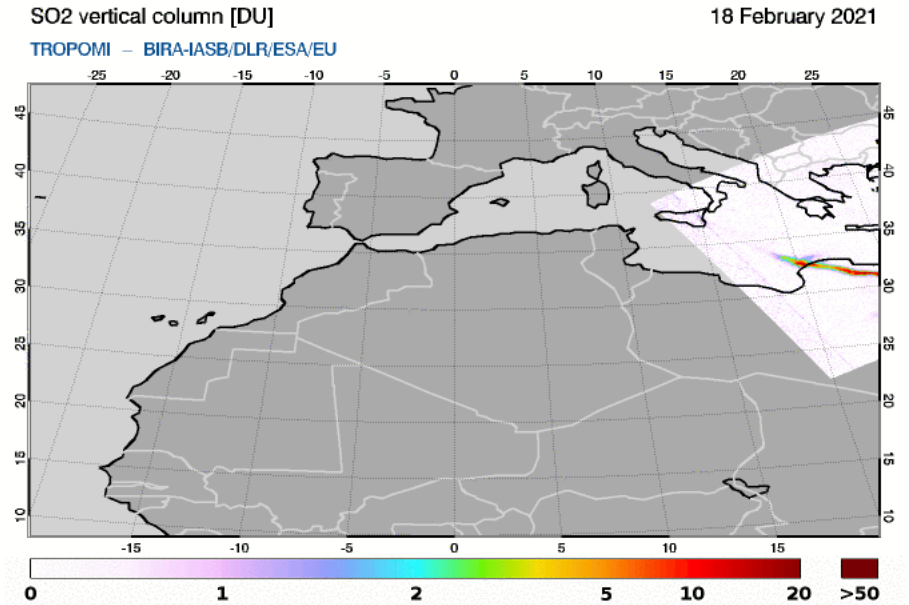 SO2 vertical column [DU] 18 February 2021
TROPOMI – BIRA-IASB/DLR/ESA/EU
-25 -20 -15 -10 -5 0 5 10 15 20 25
45 45
40 40
35 35
30 30
25 25
20 20
15 15
10 10
-15 -10 -5 0 5 10 15
0 1 2 5 10 20 >50